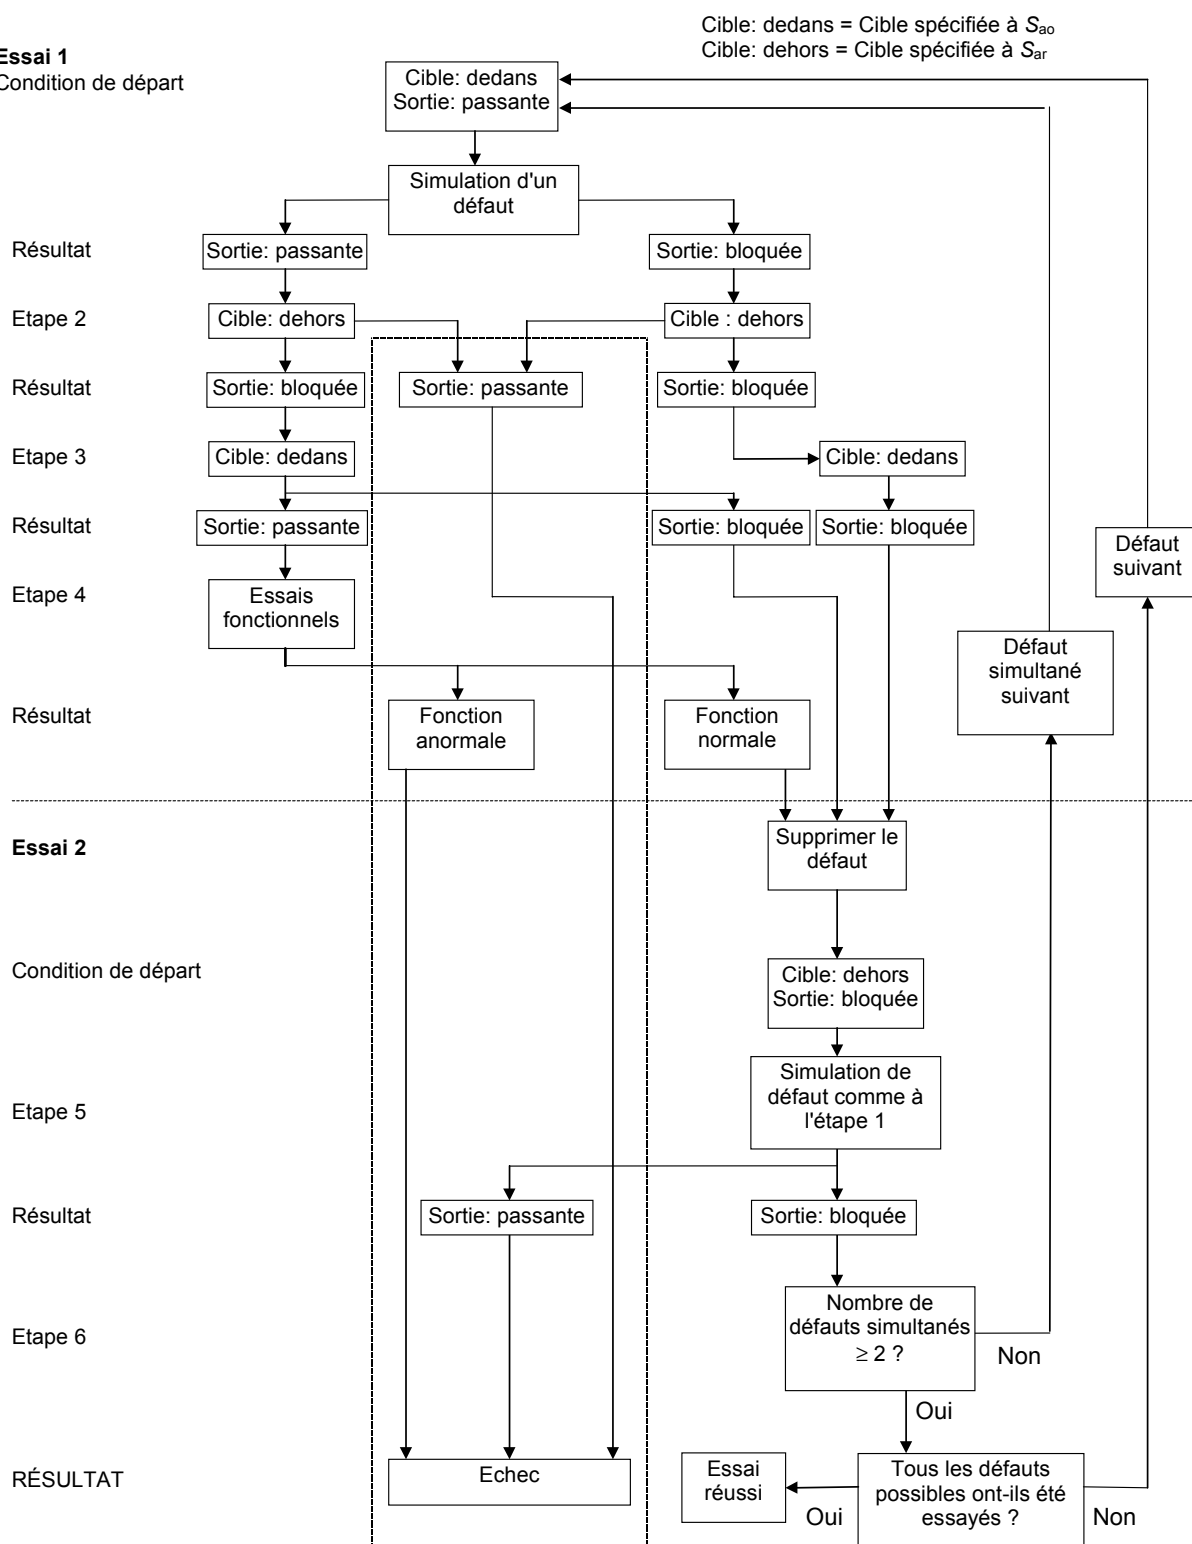 Cible: dedans = Cible spécifiée à Sao
Cible: dehors = Cible spécifiée à Sar
Essai 1
Condition de départ
Cible: dedans
Sortie: passante
Simulation d'un
défaut
Résultat
Sortie: passante
Sortie: bloquée
Etape 2
Cible: dehors
Cible : dehors
Résultat
Sortie: bloquée
Sortie: passante
Sortie: bloquée
Etape 3
Cible: dedans
Cible: dedans
Résultat
Sortie: passante
Sortie: bloquée
Sortie: bloquée
Défaut
suivant
Etape 4
Essais
fonctionnels
Défaut
simultané
suivant
Résultat
Fonction
anormale
Fonction
normale
Essai 2
Supprimer le
défaut
Condition de départ
Cible: dehors
Sortie: bloquée
Etape 5
Simulation de
défaut comme à
l'étape 1
Résultat
Sortie: passante
Sortie: bloquée
Etape 6
Nombre de
défauts simultanés
≥ 2 ?
Non
Oui
RÉSULTAT
Echec
Essai
réussi
Oui
Tous les défauts
possibles ont-ils été
essayés ?
Non